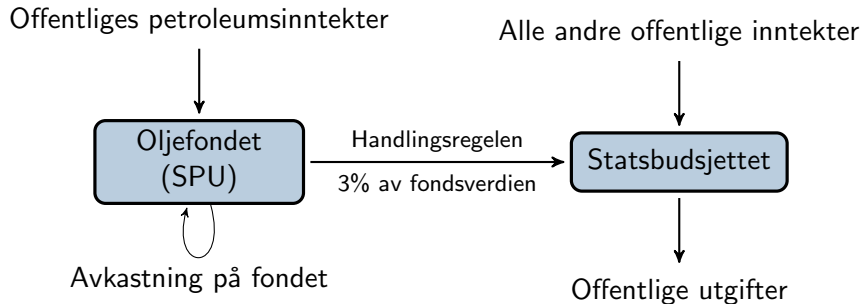 Offentliges petroleumsinntekter
Alle andre offentlige inntekter
Oljefondet
(SPU)
Handlingsregelen
3% av fondsverdien
Statsbudsjettet
Avkastning på fondet
Offentlige utgifter